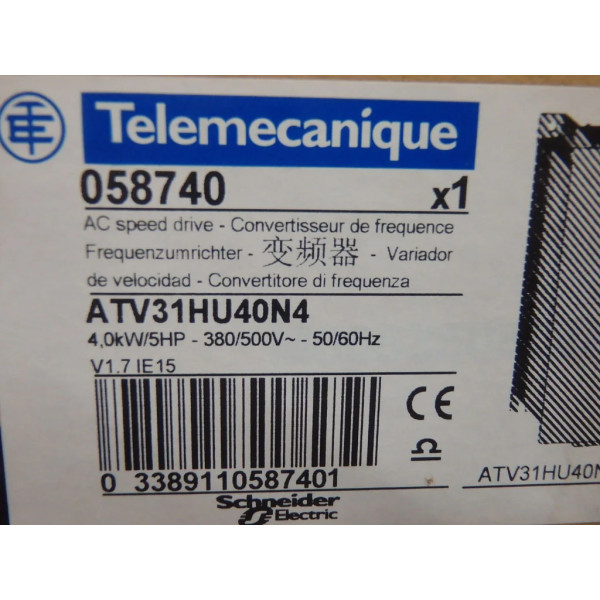 Telemecanique
058740 x1
AC speed drive - Convertisseur de frequence
Frequenzumrichter - 变频器 - Variador
de velocidad - Convertitore di frequenza
ATV31HU40N4
4,0kW/5HP - 380/500V~ - 50/60Hz
V1.7 IE15
CE
0 3389110587401
ATV31HU40N
Schneider
Electric